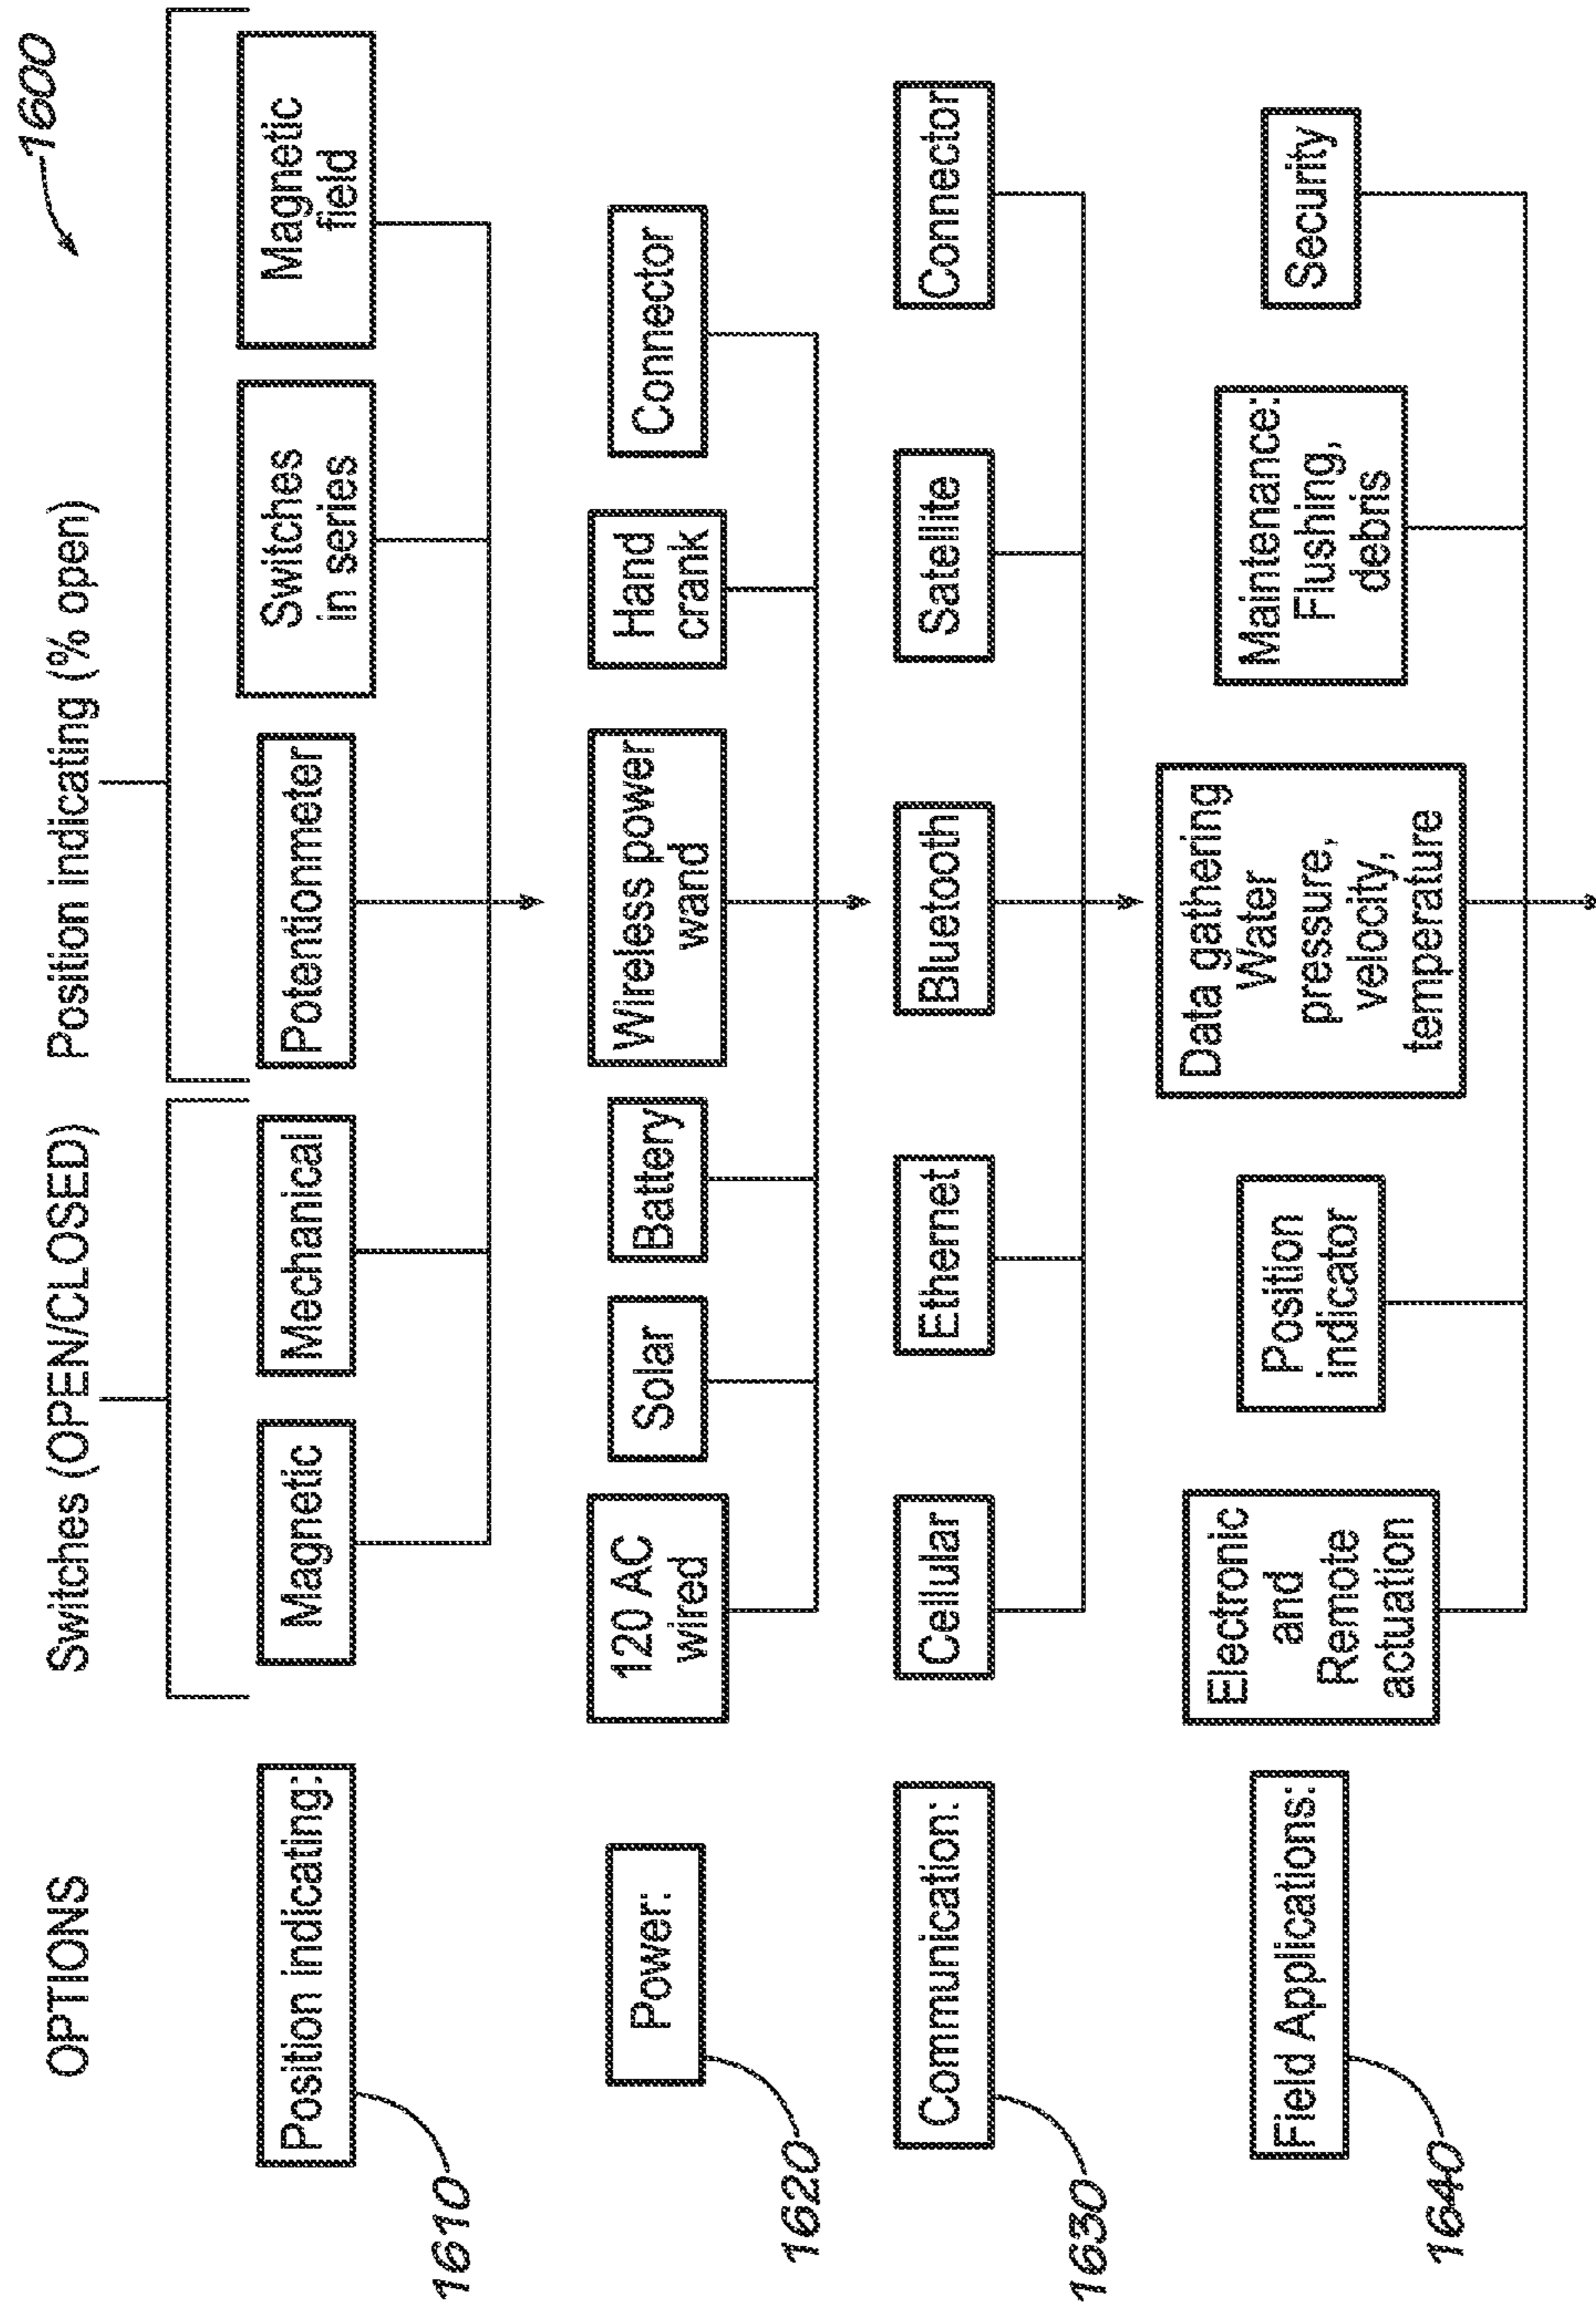 1600
OPTIONS
Switches (OPEN/CLOSED)
Position indicating (% open)
Position indicating:
Magnetic
Mechanical
Potentionmeter
Switches
in series
Magnetic
field
1610
Power:
120 AC
wired
Solar
Battery
Wireless power
wand
Hand
crank
Connector
1620
Communication:
Cellular
Ethernet
Bluetooth
Satellite
Connector
1630
Field Applications:
Electronic
and
Remote
actuation
Position
indicator
Data gathering
Water
pressure,
velocity,
temperature
Maintenance:
Flushing,
debris
Security
1640